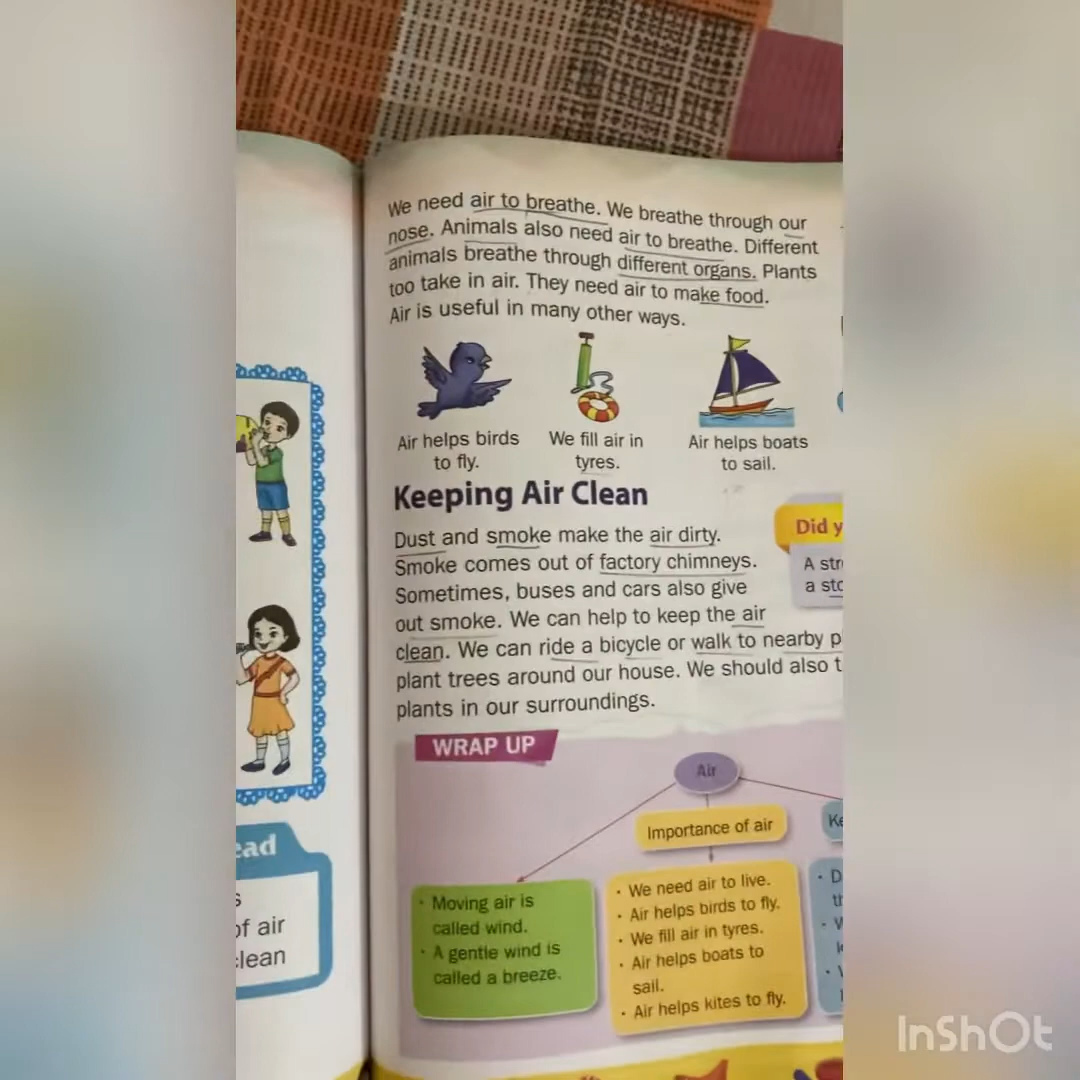 We need air to breathe. We breathe through our
nose. Animals also need air to breathe. Different
animals breathe through different organs. Plants
too take in air. They need air to make food.
Air is useful in many other ways.
Air helps birds
to fly.
We fill air in
tyres.
Air helps boats
to sail.
Keeping Air Clean
Dust and smoke make the air dirty.
Smoke comes out of factory chimneys.
Sometimes, buses and cars also give
out smoke. We can help to keep the air
clean. We can ride a bicycle or walk to nearby
plant trees around our house. We should also
plants in our surroundings.
Did
A
a
WRAP UP
Air
Importance of air
Moving air is
called wind.
A gentle wind is
called a breeze.
We need air to live.
Air helps birds to fly.
We fill air in tyres.
Air helps boats to
sail.
Air helps kites to fly.
of air
clean
InShOt